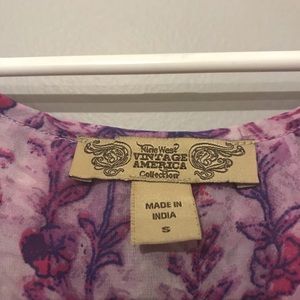 Nine West
VINTAGE
AMERICA
Collection
MADE IN
INDIA
S